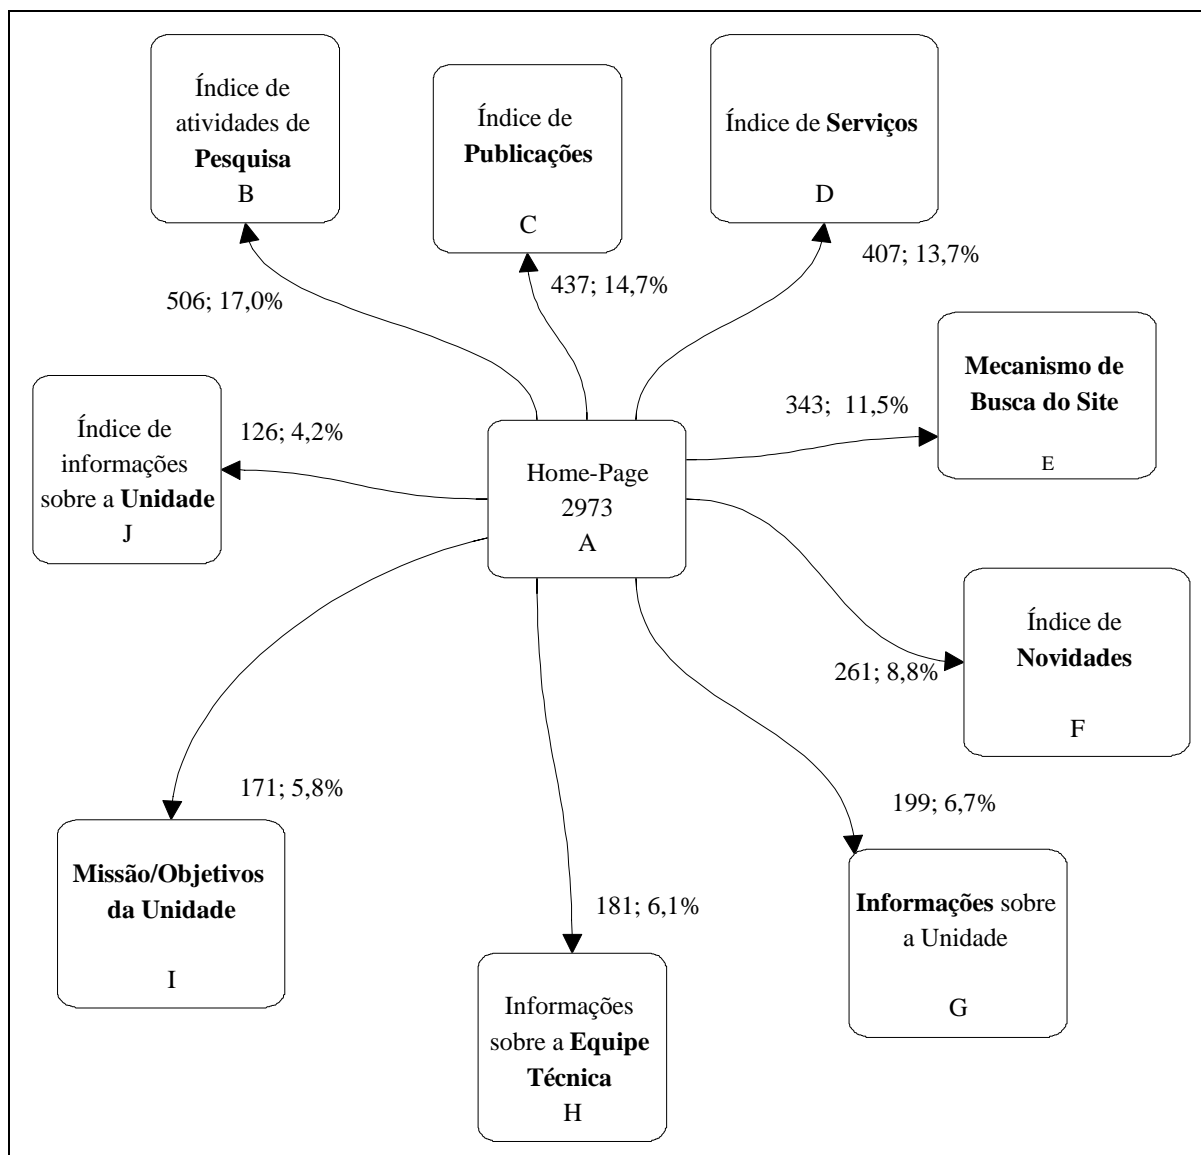 Índice de
atividades de
Pesquisa
B
Índice de
Publicações
C
Índice de Serviços
D
506; 17,0%
437; 14,7%
407; 13,7%
Mecanismo de
Busca do Site
E
343;  11,5%
Índice de
informações
sobre a Unidade
J
126; 4,2%
Home-Page
2973
A
Índice de
Novidades
F
261; 8,8%
171; 5,8%
199; 6,7%
Missão/Objetivos
da Unidade
I
181; 6,1%
Informações sobre
a Unidade
G
Informações
sobre a Equipe
Técnica
H